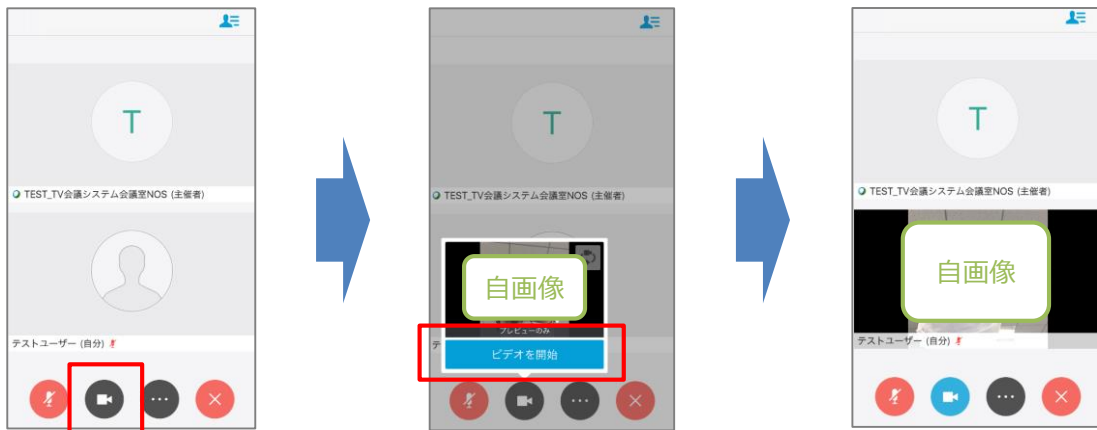 T
TEST_TV会議システム会議室NOS (主催者)
テストユーザー (自分)
T
TEST_TV会議システム会議室NOS (主催者)
自画像
プレビューのみ
テ
ビデオを開始
T
TEST_TV会議システム会議室NOS (主催者)
自画像
テストユーザー (自分)